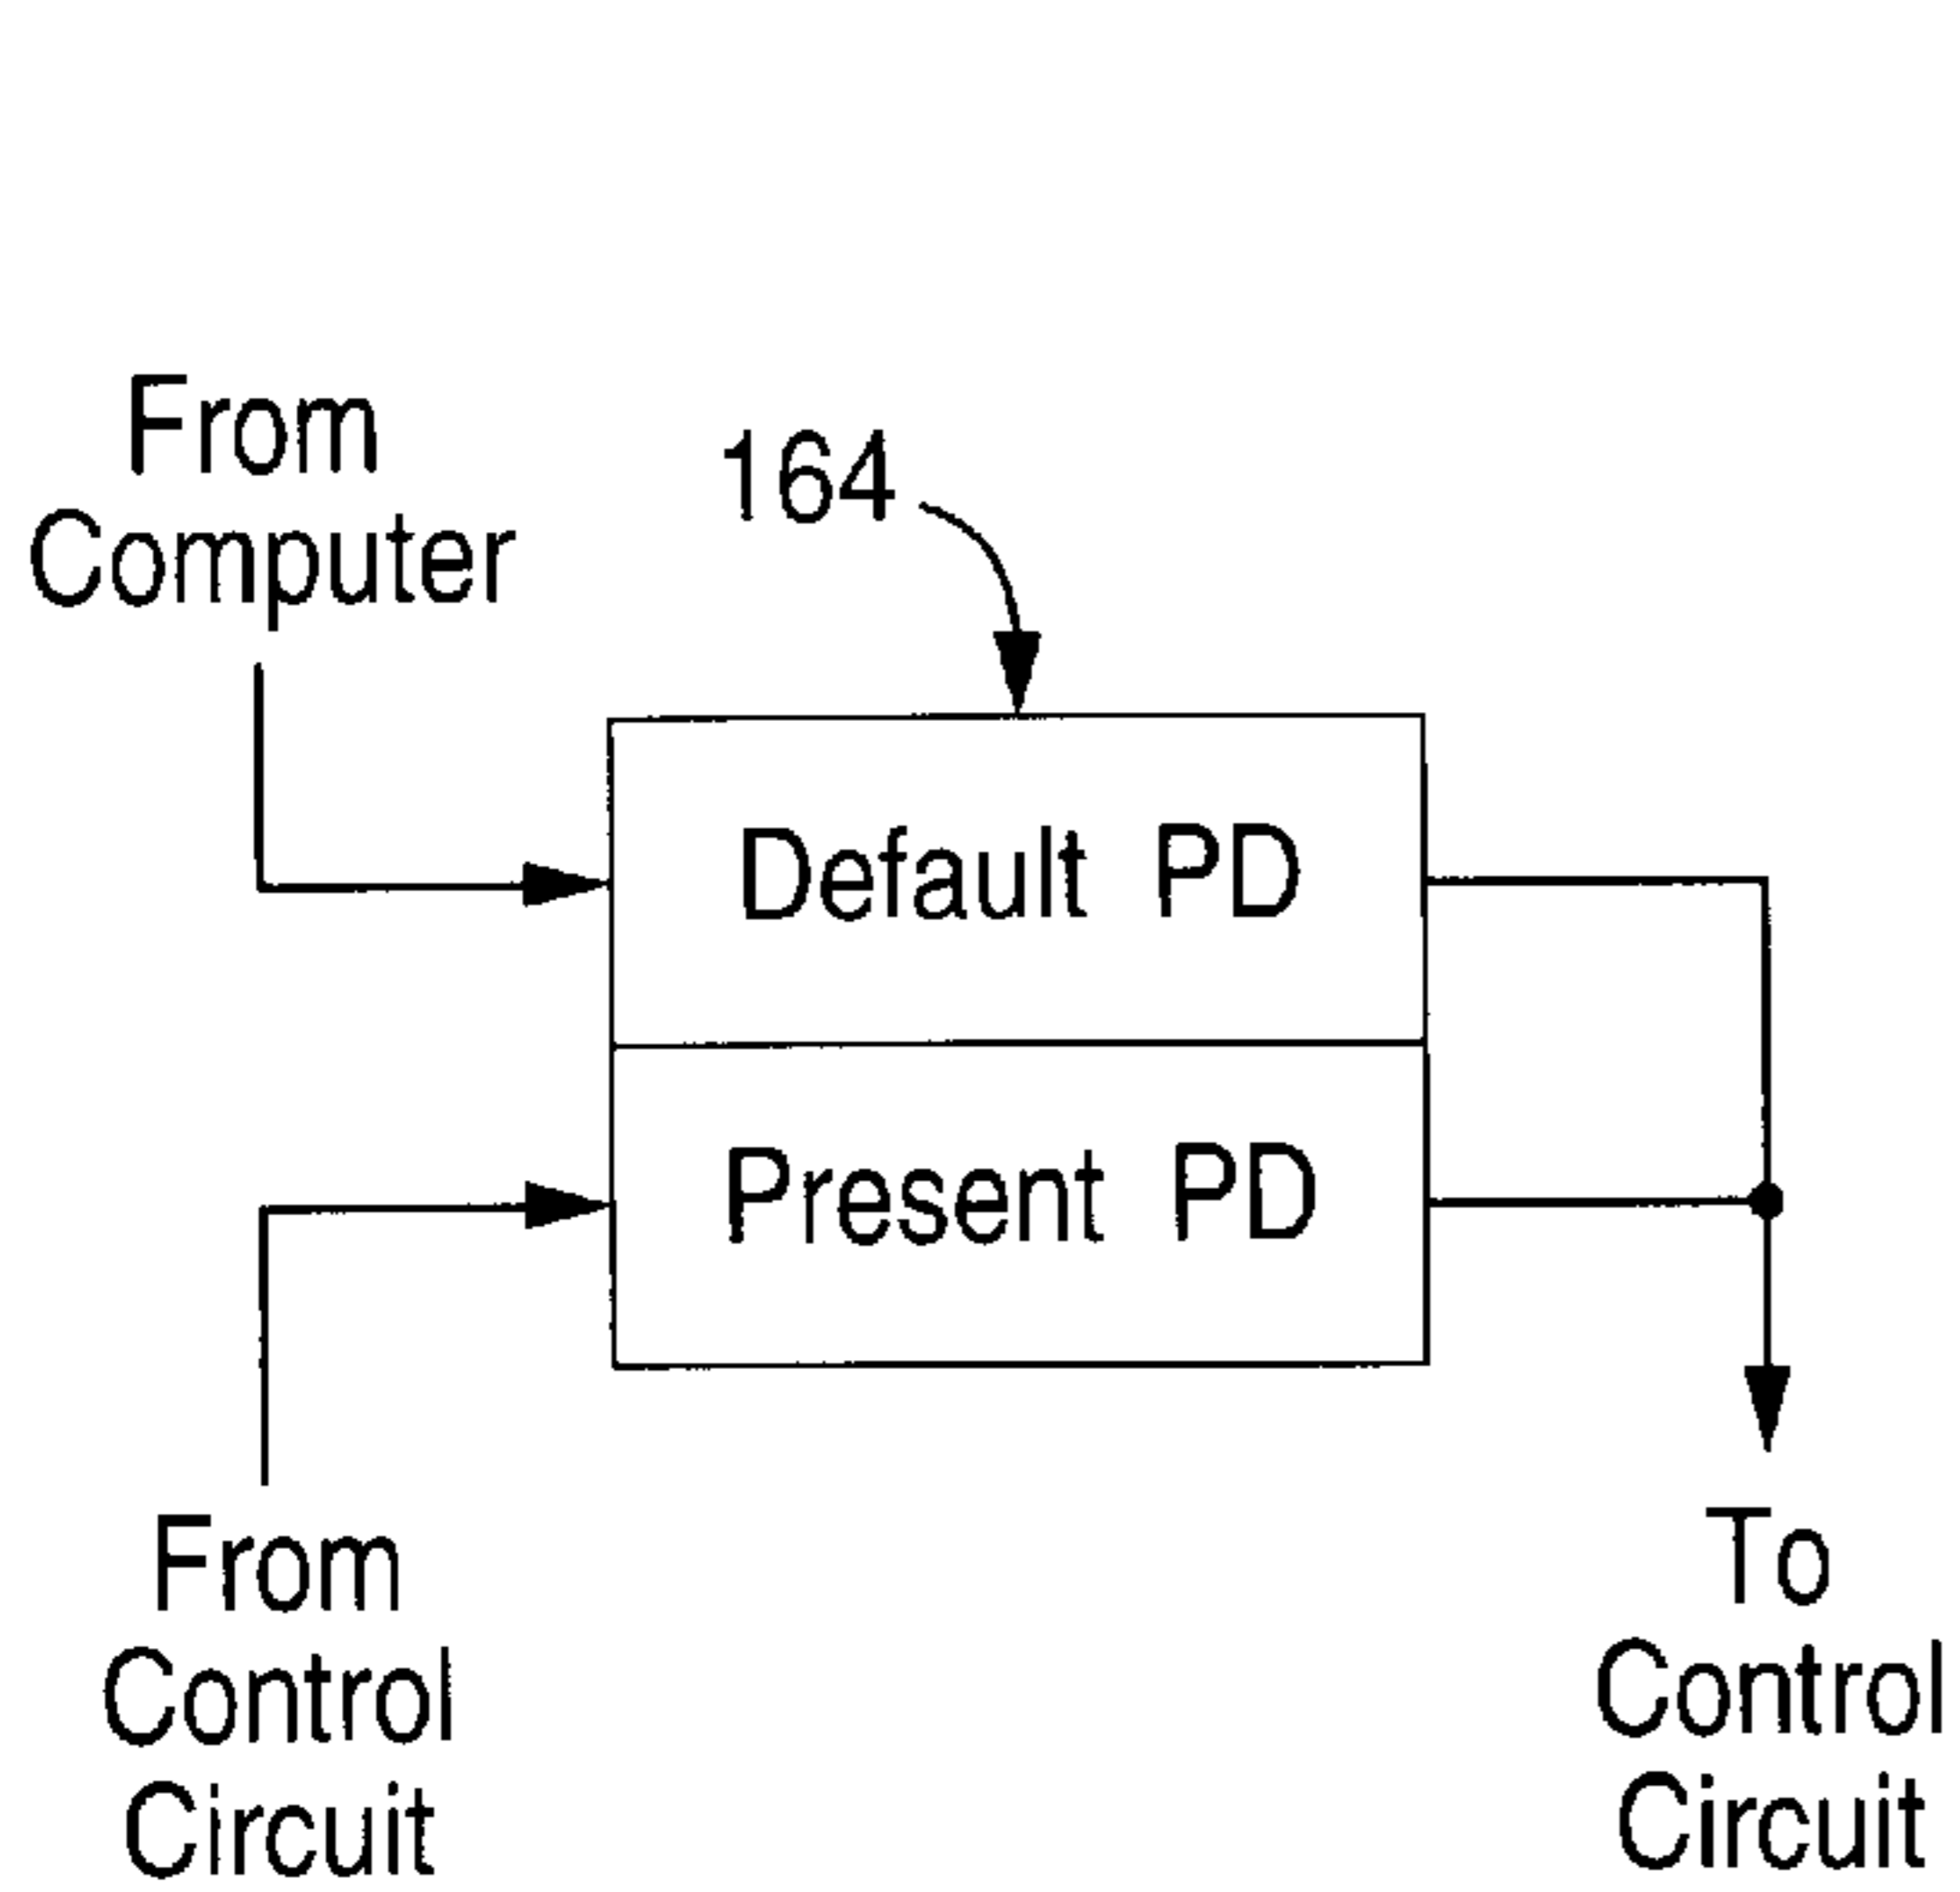 From
Computer
164
Default PD
Present PD
From
Control
Circuit
To
Control
Circuit